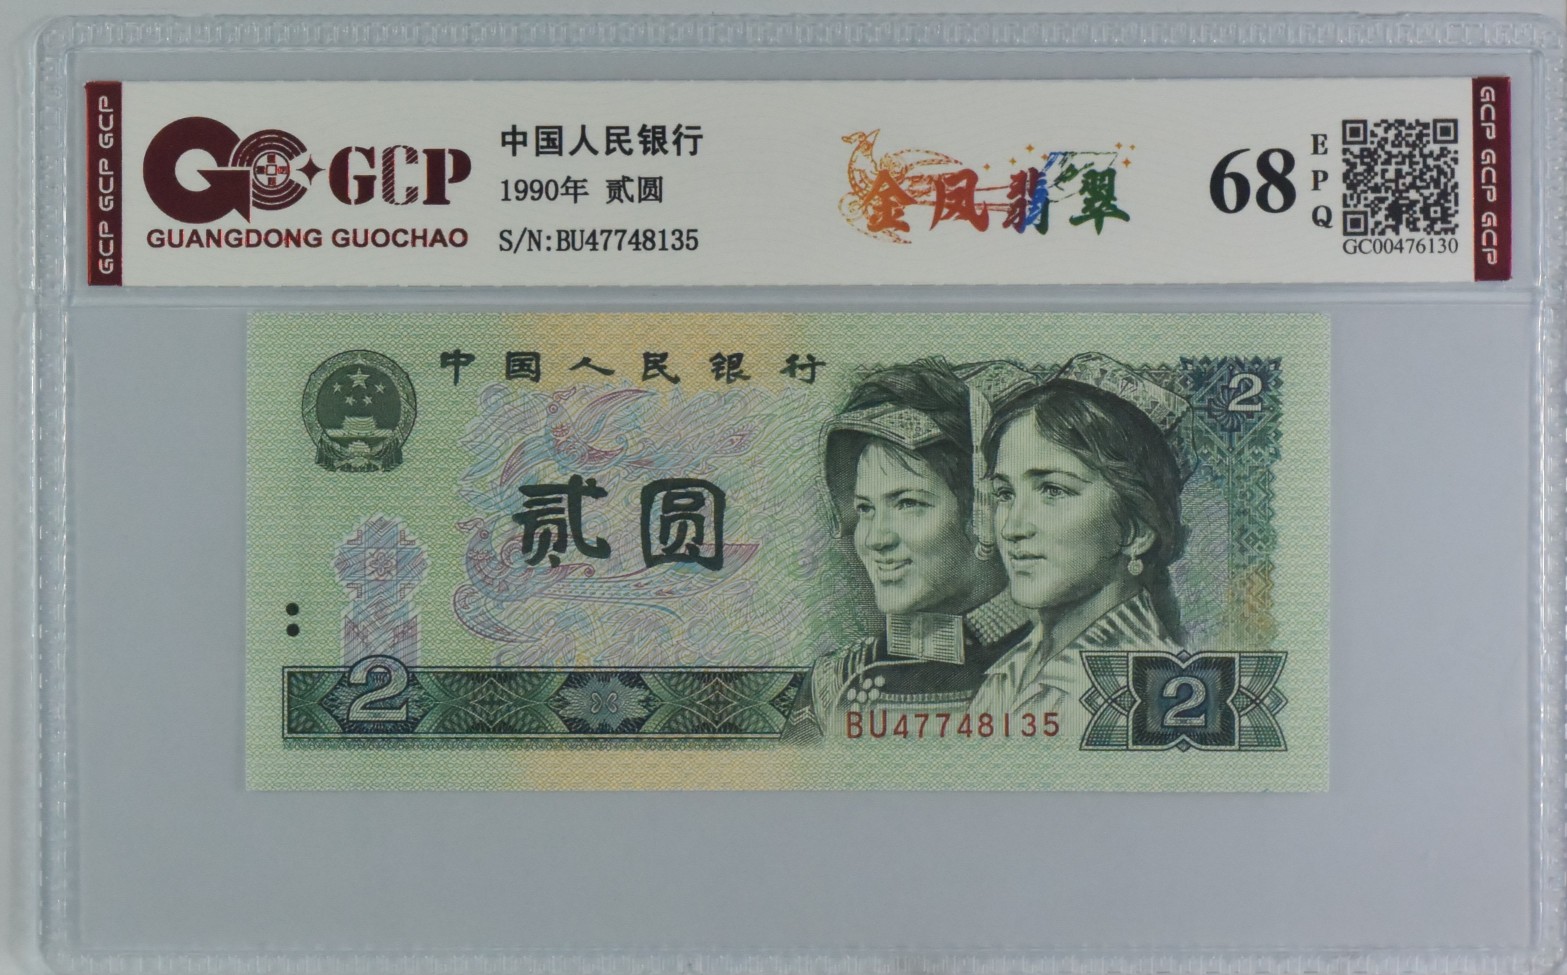 GCP GCP GCP
GCP
GUANGDONG GUOCHAO
中国人民银行
1990年 贰圆
S/N:BU47748135
金凤翡翠
68
EPQ
GC00476130
GCP GCP GCP
中国人民银行
2
贰圆
2
BU47748135
2